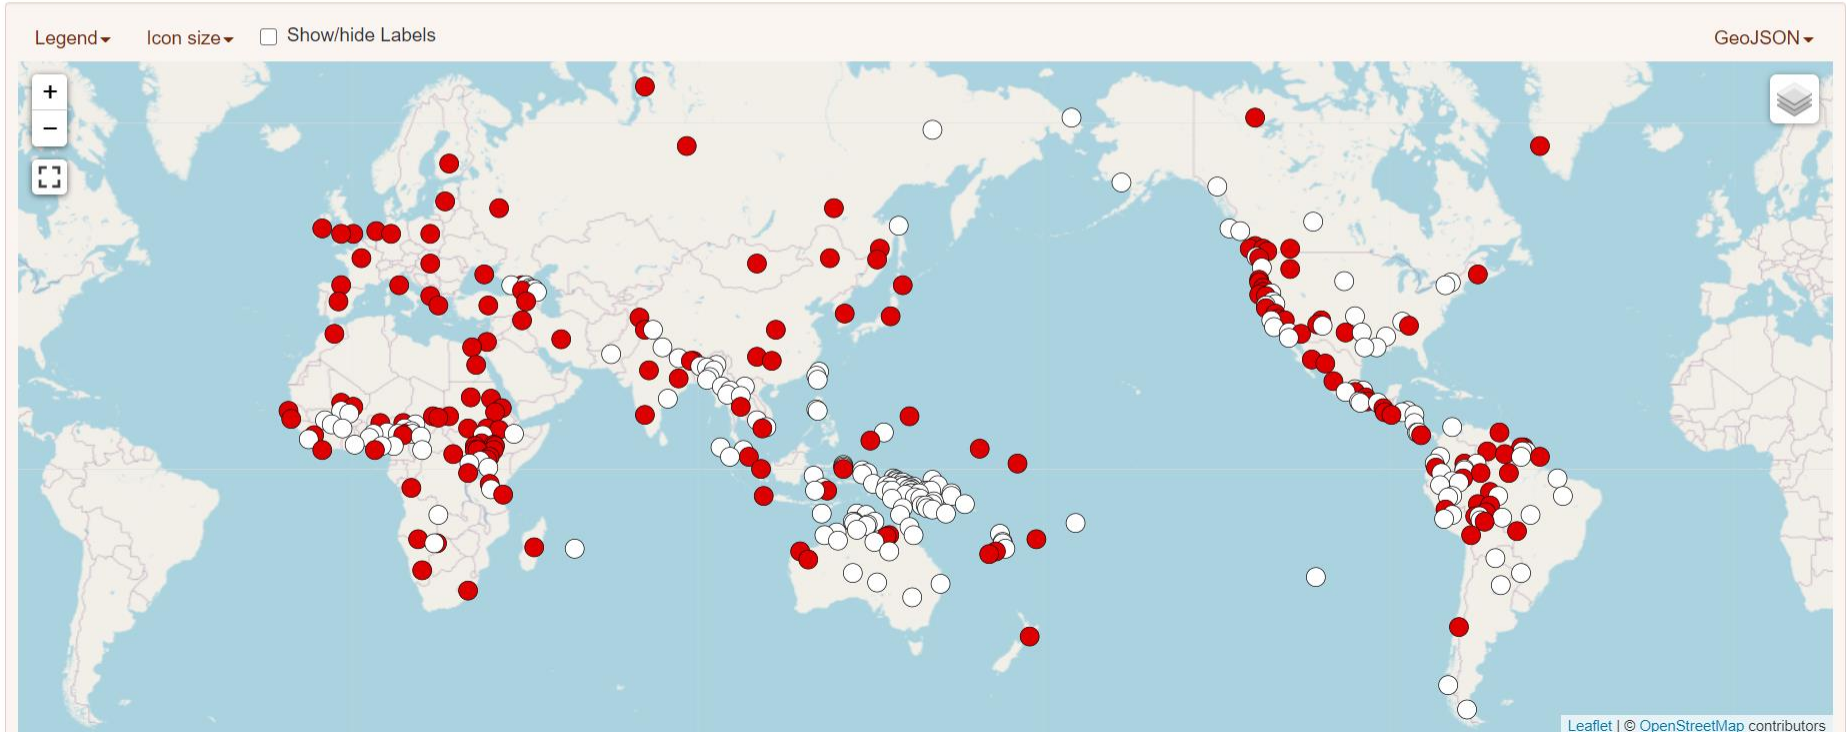 Legend Icon size Show/hide Labels GeoJSON
+
−
Leaflet | © OpenStreetMap contributors